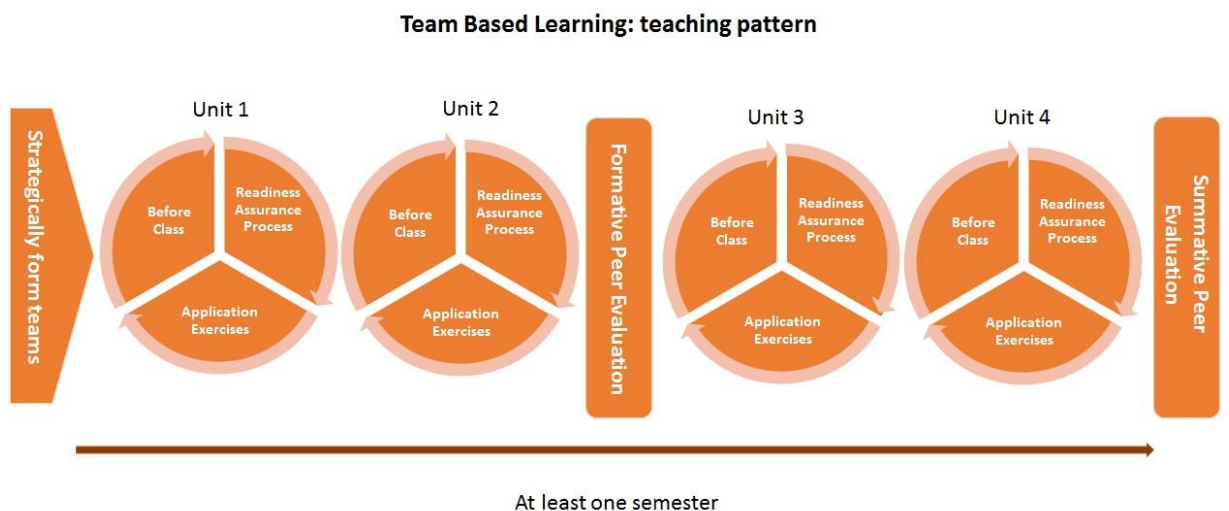 Team Based Learning: teaching pattern
Strategically form teams
Unit 1
Before
Class
Readiness
Assurance
Process
Application
Exercises
Unit 2
Before
Class
Readiness
Assurance
Process
Application
Exercises
Formative Peer Evaluation
Unit 3
Before
Class
Readiness
Assurance
Process
Application
Exercises
Unit 4
Before
Class
Readiness
Assurance
Process
Application
Exercises
Summative Peer
Evaluation
At least one semester